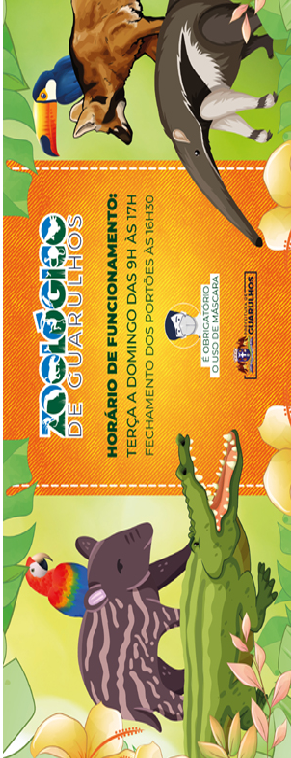 ZOOLÓGICO
DE GUARULHOS
HORÁRIO DE FUNCIONAMENTO:
TERÇA A DOMINGO DAS 9H ÀS 17H
FECHAMENTO DOS PORTÕES ÀS 16H30
É OBRIGATÓRIO
O USO DE MÁSCARA
GUARULHOS